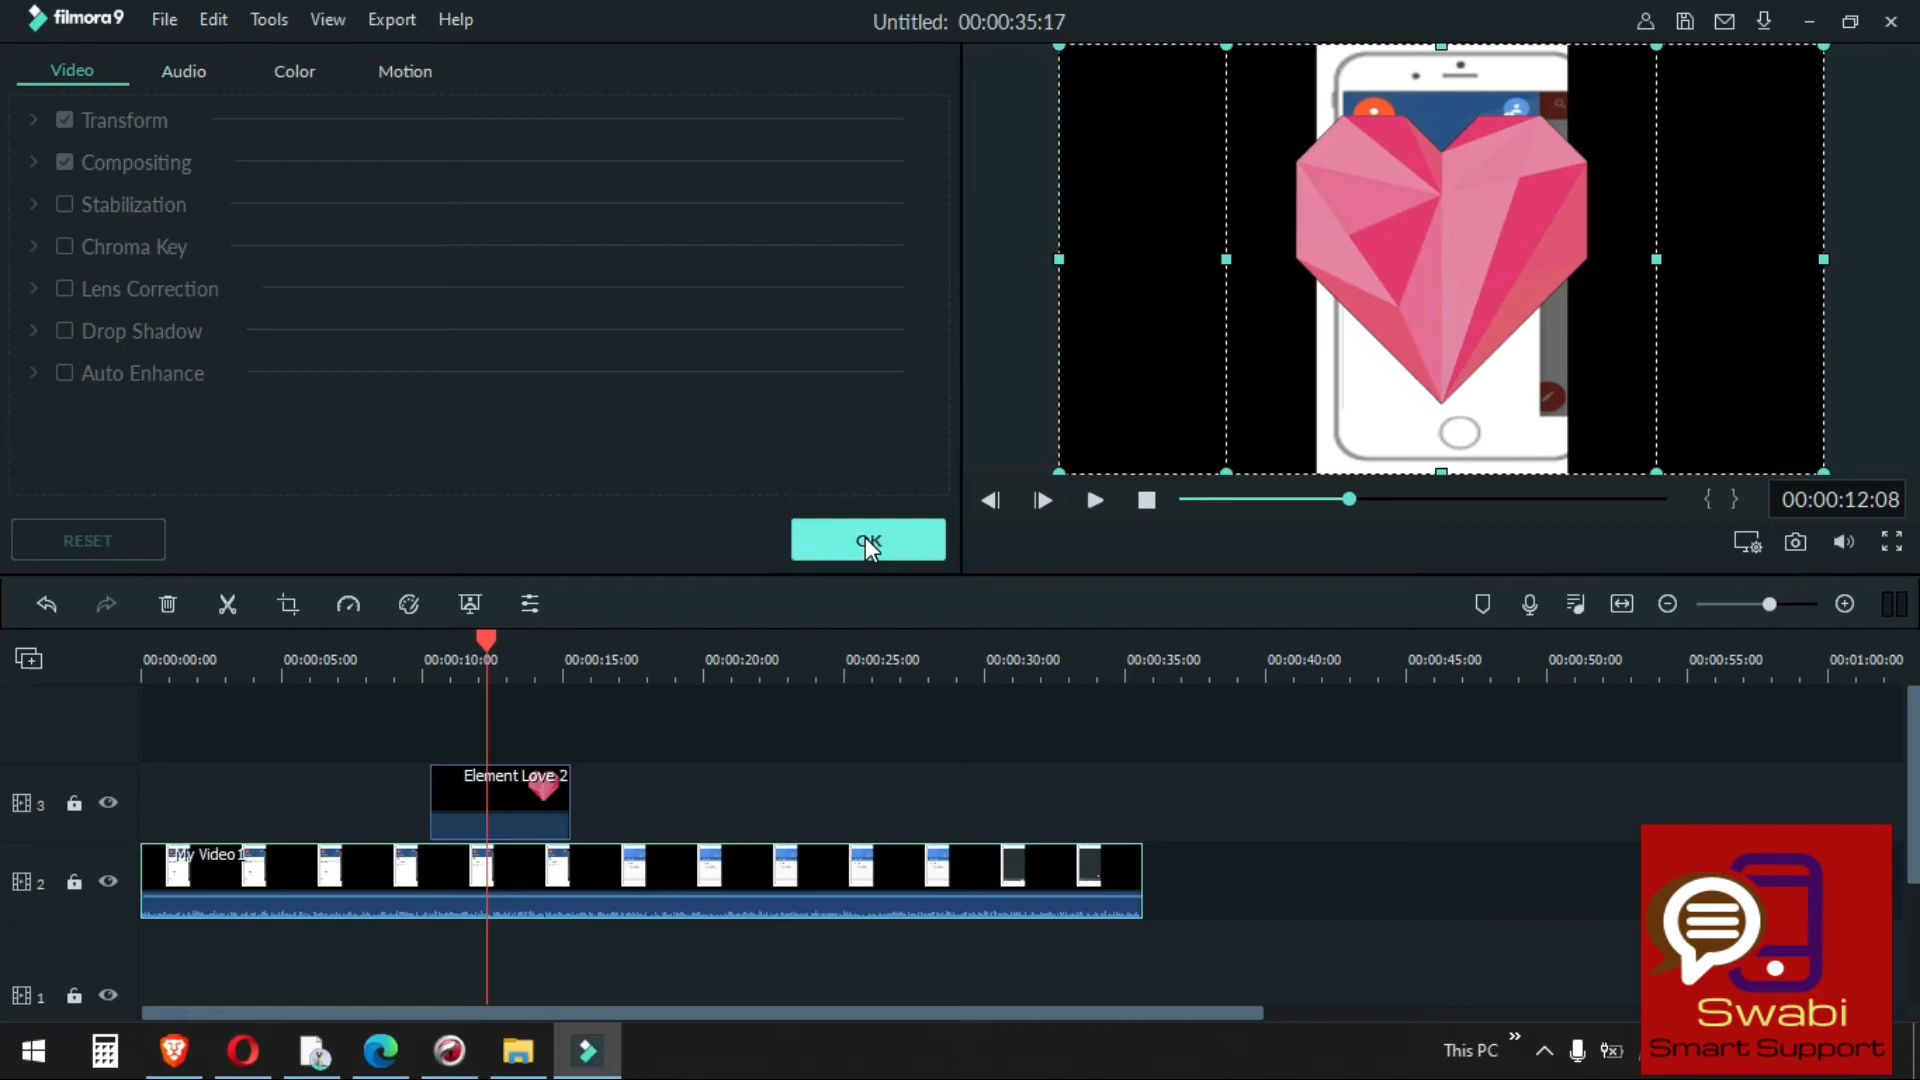 filmora9 File Edit Tools View Export Help Untitled: 00:00:35:17
Video Audio Color Motion
Transform
Compositing
Stabilization
Chroma Key
Lens Correction
Drop Shadow
Auto Enhance
RESET OK
{ } 00:00:12:08
00:00:00:00 00:00:05:00 00:00:10:00 00:00:15:00 00:00:20:00 00:00:25:00 00:00:30:00 00:00:35:00 00:00:40:00 00:00:45:00 00:00:50:00 00:00:55:00 00:01:00:00
Element Love 2
3
My Video1
2
1
Swabi
Smart Support
This PC